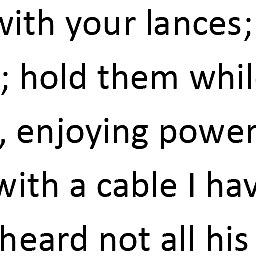 with your lances;
; hold them whil
, enjoying power
with a cable I hav
heard not all his